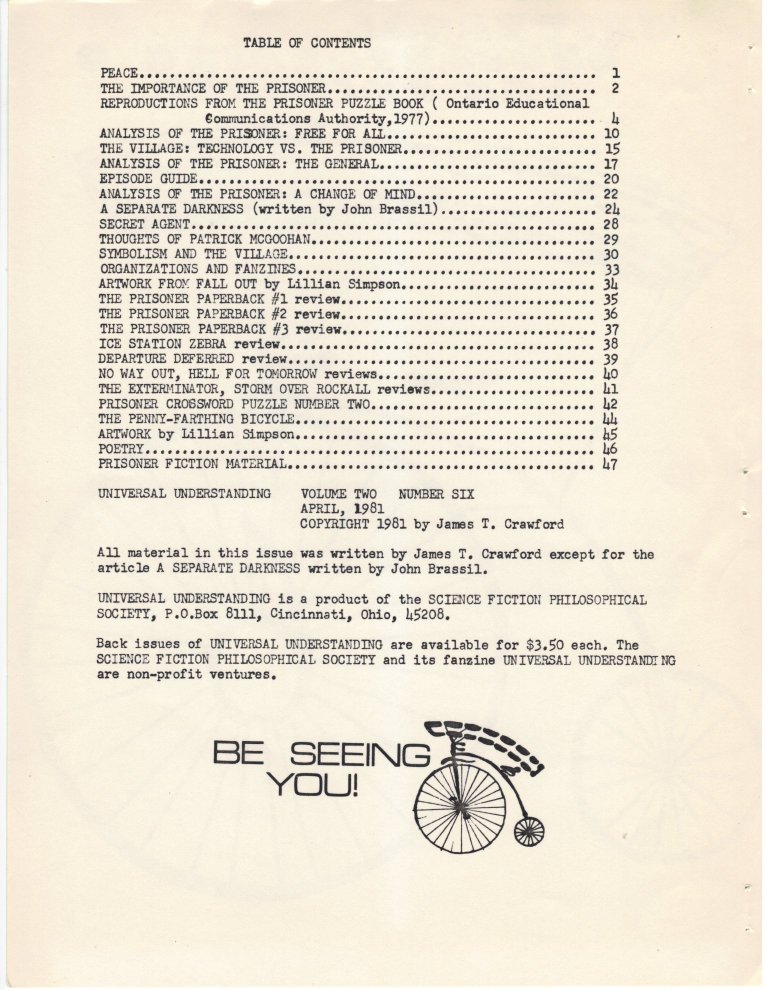 TABLE OF CONTENTS
PEACE............................................................ 1
THE IMPORTANCE OF THE PRISONER................................... 2
REPRODUCTIONS FROM THE PRISONER PUZZLE BOOK ( Ontario Educational
Communications Authority,1977)......................... 4
ANALYSIS OF THE PRISONER: FREE FOR ALL........................... 10
THE VILLAGE: TECHNOLOGY VS. THE PRISONER......................... 15
ANALYSIS OF THE PRISONER: THE GENERAL............................ 17
EPISODE GUIDE.................................................... 20
ANALYSIS OF THE PRISONER: A CHANGE OF MIND....................... 22
A SEPARATE DARKNESS (written by John Brassil).................... 24
SECRET AGENT..................................................... 28
THOUGHTS OF PATRICK MCGOOHAN..................................... 29
SYMBOLISM AND THE VILLAGE........................................ 30
ORGANIZATIONS AND FANZINES....................................... 33
ARTWORK FROM FALL OUT by Lillian Simpson......................... 34
THE PRISONER PAPERBACK #1 review................................. 35
THE PRISONER PAPERBACK #2 review................................. 36
THE PRISONER PAPERBACK #3 review................................. 37
ICE STATION ZEBRA review......................................... 38
DEPARTURE DEFERRED review........................................ 39
NO WAY OUT, HELL FOR TOMORROW reviews............................ 40
THE EXTERMINATOR, STORM OVER ROCKALL reviews..................... 41
PRISONER CROSSWORD PUZZLE NUMBER TWO............................. 42
THE PENNY-FARTHING BICYCLE....................................... 44
ARTWORK by Lillian Simpson....................................... 45
POETRY........................................................... 46
PRISONER FICTION MATERIAL........................................ 47
UNIVERSAL UNDERSTANDING VOLUME TWO NUMBER SIX
APRIL, 1981
COPYRIGHT 1981 by James T. Crawford
All material in this issue was written by James T. Crawford except for the
article A SEPARATE DARKNESS written by John Brassil.
UNIVERSAL UNDERSTANDING is a product of the SCIENCE FICTION PHILOSOPHICAL
SOCIETY, P.O.Box 8111, Cincinnati, Ohio, 45208.
Back issues of UNIVERSAL UNDERSTANDING are available for $3.50 each. The
SCIENCE FICTION PHILOSOPHICAL SOCIETY and its fanzine UNIVERSAL UNDERSTANDING
are non-profit ventures.
BE SEEING
YOU!